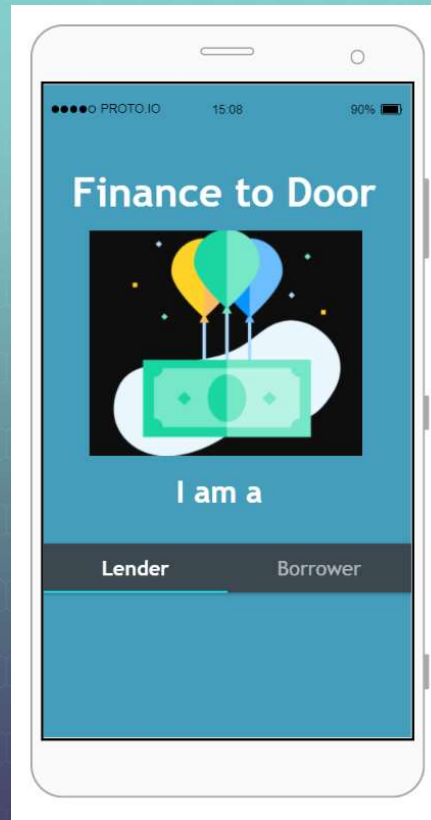 ●●●●○ PROTO.IO 15:08 90%
Finance to Door
I am a
Lender Borrower